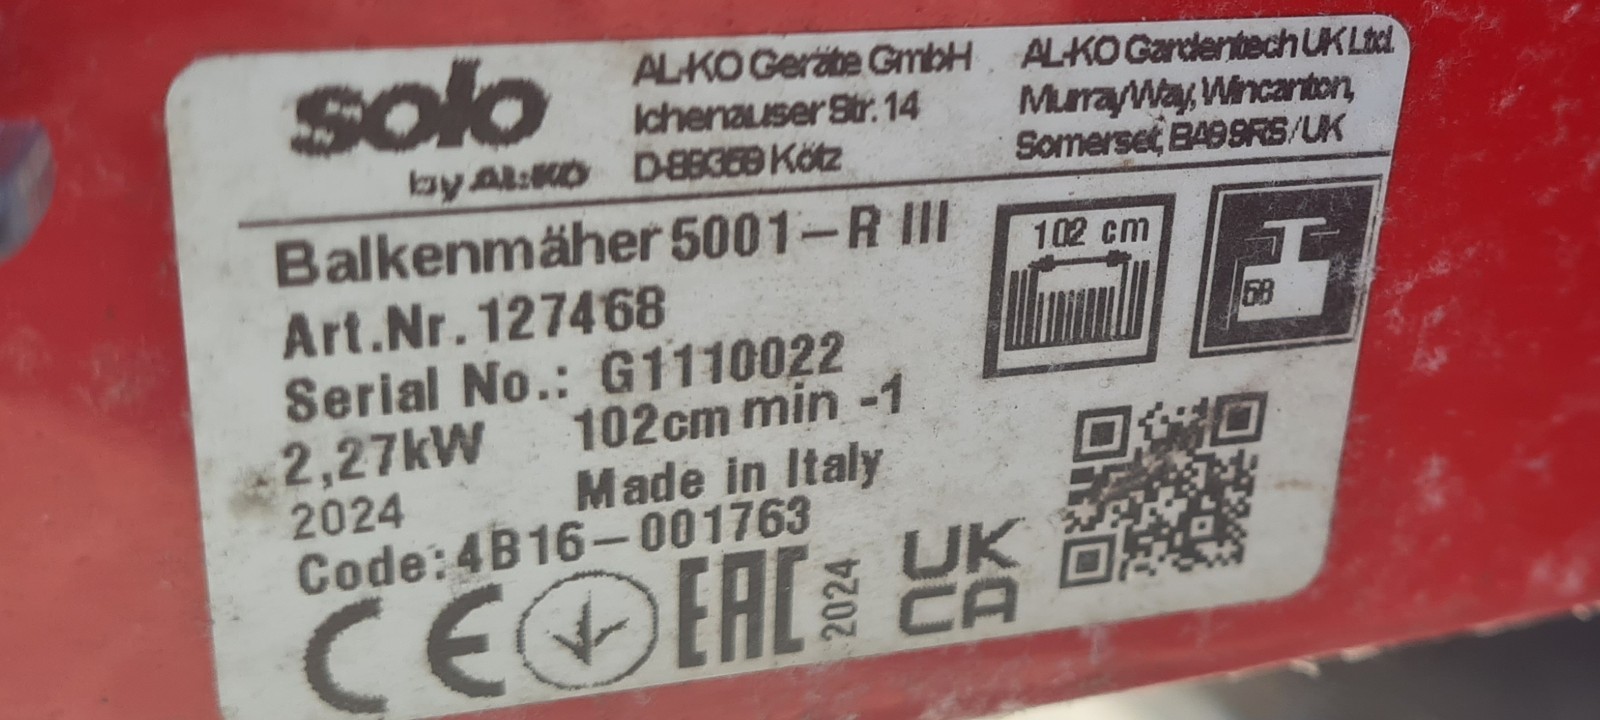 solo
by AL-KO
AL-KO Geräte GmbH
Ichenhauser Str. 14
D-89359 Kötz
AL-KO Gardentech UK Ltd.
Murray Way, Wincanton,
Somerset, BA9 9RS / UK
Balkenmäher 5001-R III
Art.Nr. 127468
Serial No.: G1110022
2,27kW 102cm min -1
2024 Made in Italy
Code: 4B16-001763
CE EAC 2024 UK CA
102 cm
58